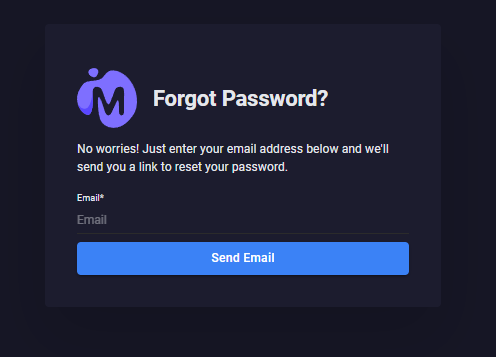 M
Forgot Password?
No worries! Just enter your email address below and we'll
send you a link to reset your password.
Email*
Email
Send Email